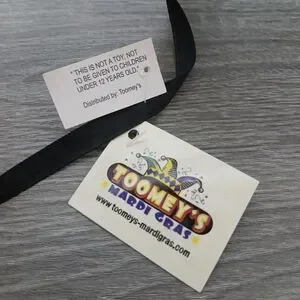 "THIS IS NOT A TOY. NOT
TO BE GIVEN TO CHILDREN
UNDER 12 YEARS OLD."
Distributed by: Toomey's
TOOMEY'S
MARDI GRAS
www.toomeys-mardigras.com